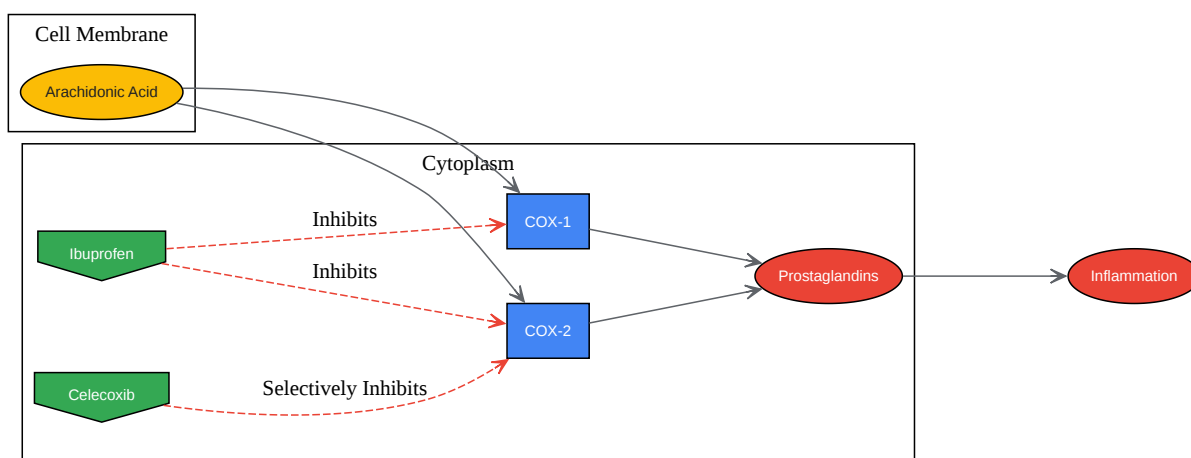 Cell Membrane
Arachidonic Acid
Cytoplasm
Inhibits
COX-1
Ibuprofen
Inhibits
Prostaglandins
Inflammation
COX-2
Selectively Inhibits
Celecoxib